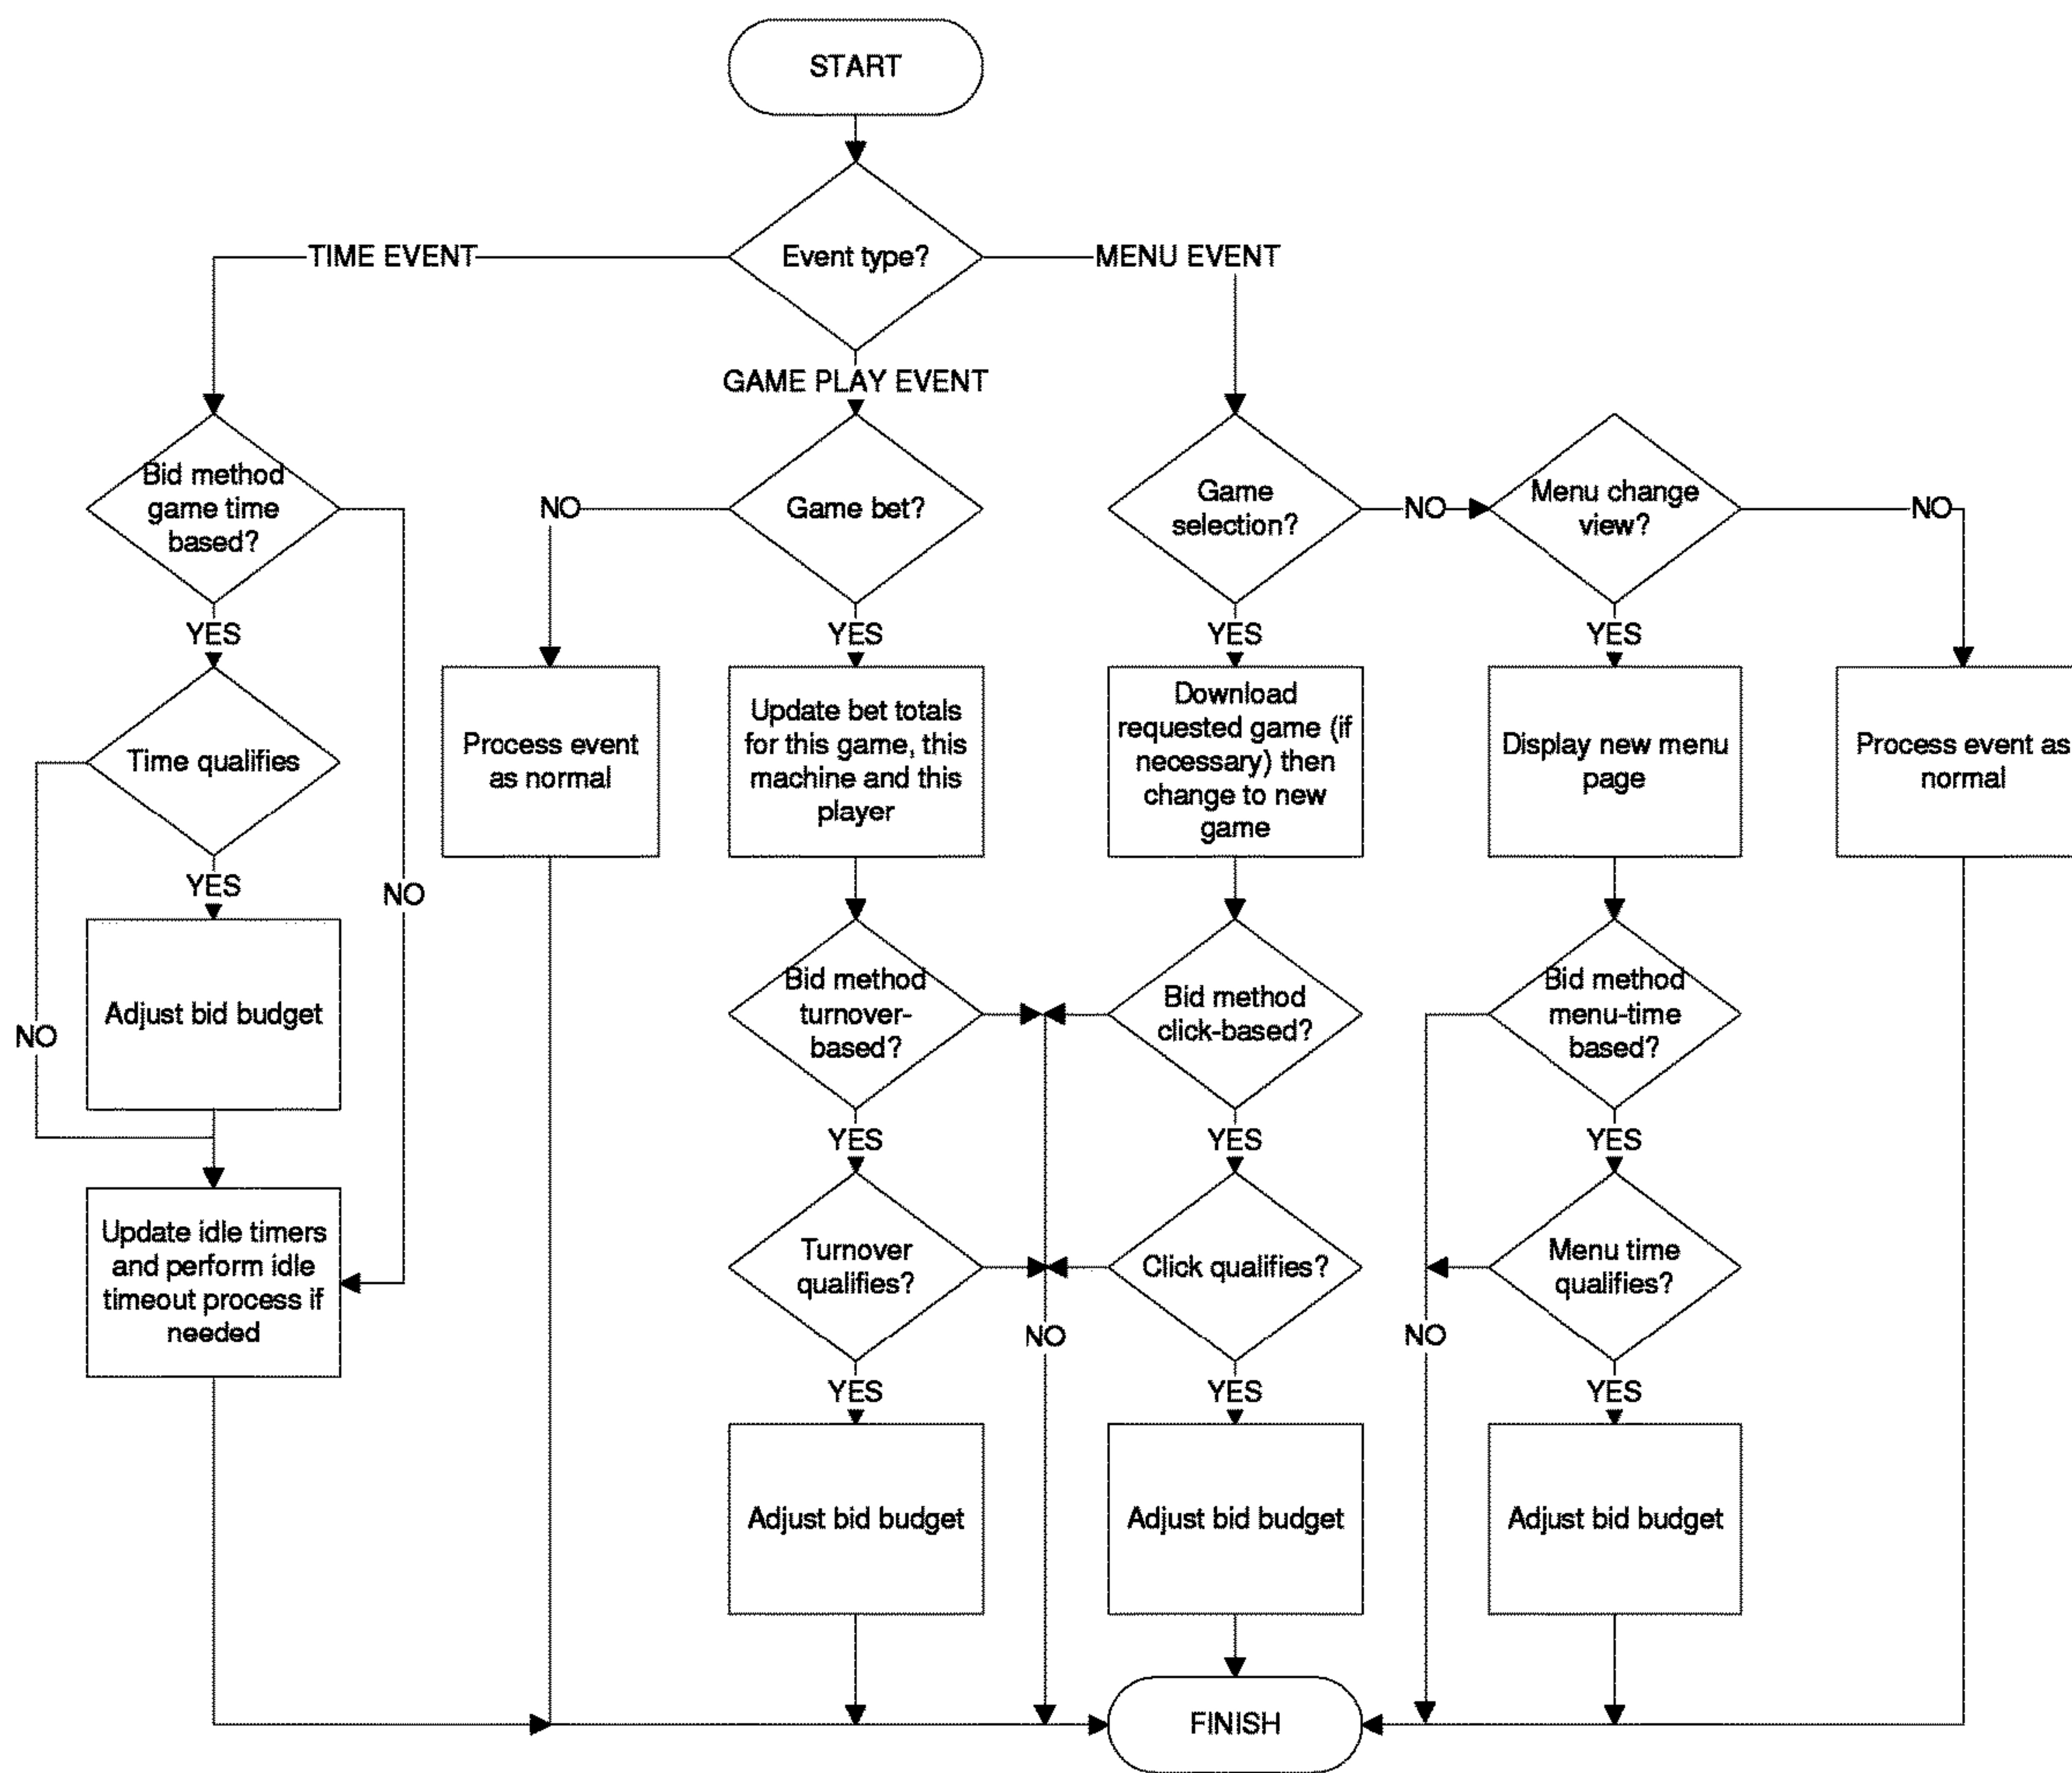 START
Event type?
TIME EVENT
MENU EVENT
GAME PLAY EVENT
Bid method
game time
based?
NO
Game bet?
Game
selection?
NO
Menu change
view?
NO
YES
YES
YES
YES
Time qualifies
Process event
as normal
Update bet totals
for this game, this
machine and this
player
Download
requested game (if
necessary) then
change to new
game
Display new menu
page
Process event as
normal
YES
NO
Adjust bid budget
NO
Bid method
turnover-
based?
Bid method
click-based?
Bid method
menu-time
based?
YES
YES
YES
Update idle timers
and perform idle
timeout process if
needed
Turnover
qualifies?
Click qualifies?
Menu time
qualifies?
NO
NO
YES
YES
YES
Adjust bid budget
Adjust bid budget
Adjust bid budget
FINISH